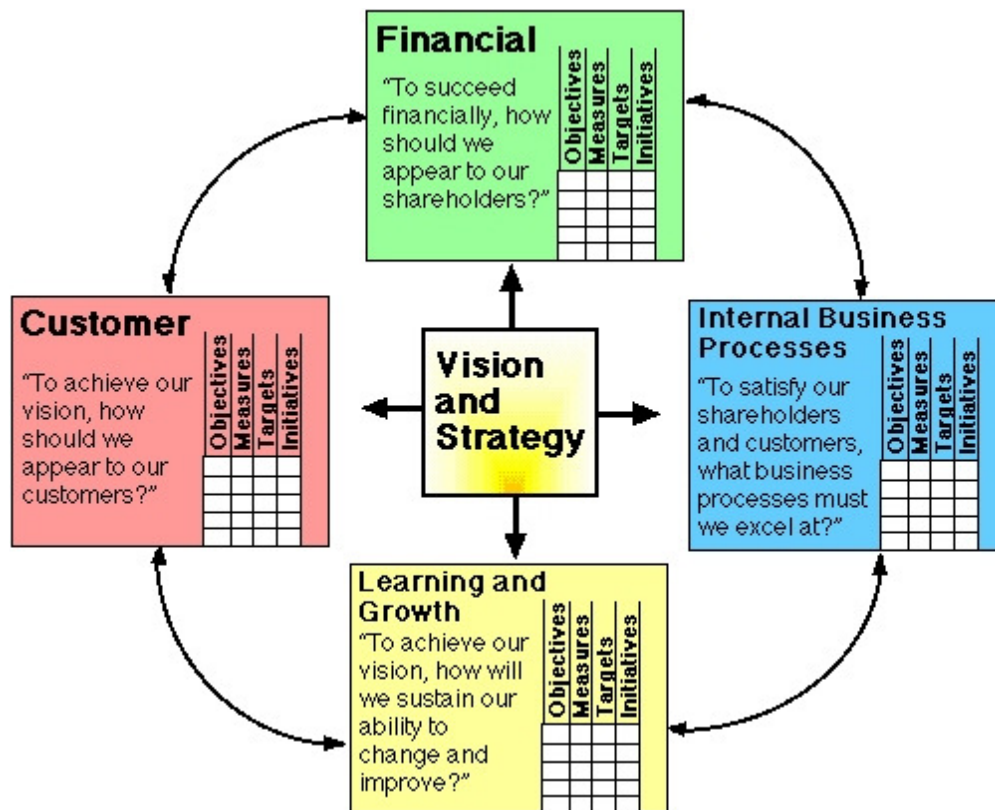 Financial
“To succeed
financially, how
should we
appear to our
shareholders?”
Objectives
Measures
Targets
Initiatives
Customer
“To achieve our
vision, how
should we
appear to our
customers?”
Objectives
Measures
Targets
Initiatives
Vision
and
Strategy
Internal Business
Processes
“To satisfy our
shareholders
and customers,
what business
processes must
we excel at?”
Objectives
Measures
Targets
Initiatives
Learning and
Growth
“To achieve our
vision, how will
we sustain our
ability to
change and
improve?”
Objectives
Measures
Targets
Initiatives